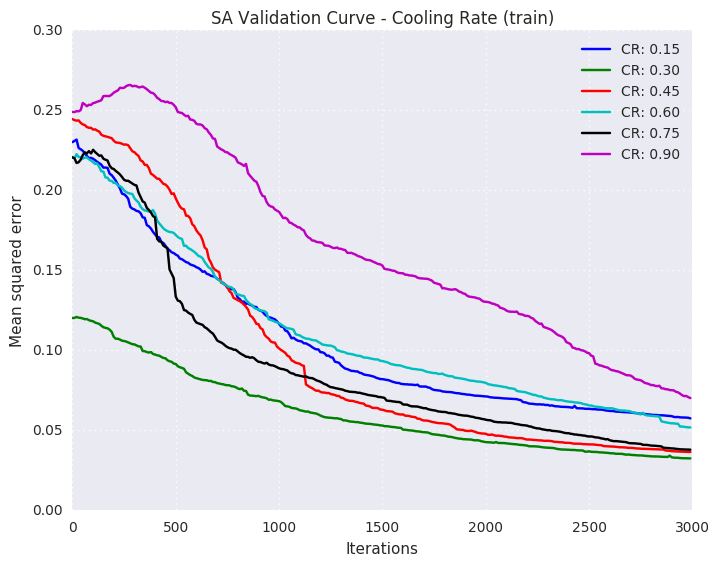 SA Validation Curve - Cooling Rate (train)
0.30
0.25
0.20
0.15
0.10
0.05
0.00
Mean squared error
CR: 0.15
CR: 0.30
CR: 0.45
CR: 0.60
CR: 0.75
CR: 0.90
0 500 1000 1500 2000 2500 3000
Iterations